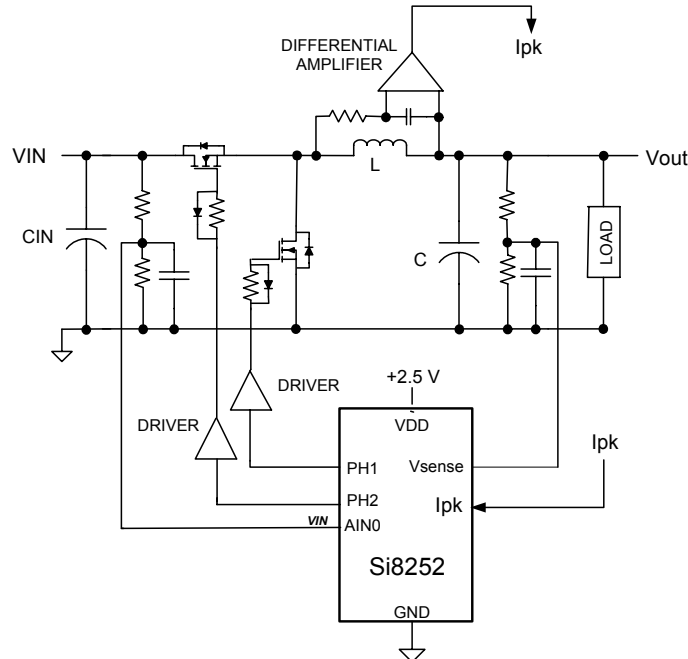 DIFFERENTIAL
AMPLIFIER
Ipk
VIN
L
Vout
CIN
C
LOAD
+2.5 V
DRIVER
VDD
DRIVER
Ipk
PH1
Vsense
PH2
Ipk
VIN
AIN0
Si8252
GND